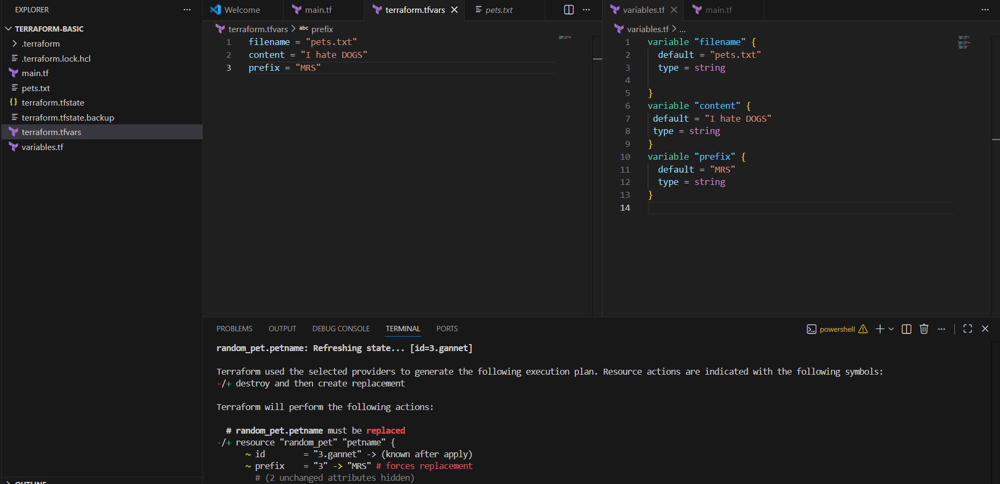 EXPLORER
TERRAFORM-BASIC
.terraform
.terraform.lock.hcl
main.tf
pets.txt
terraform.tfstate
terraform.tfstate.backup
terraform.tfvars
variables.tf
OUTLINE
Welcome
main.tf
terraform.tfvars
pets.txt
terraform.tfvars > abc prefix
1 filename = "pets.txt"
2 content = "I hate DOGS"
3 prefix = "MRS"
variables.tf
main.tf
variables.tf > ...
1 variable "filename" {
2 default = "pets.txt"
3 type = string
4
5 }
6 variable "content" {
7 default = "I hate DOGS"
8 type = string
9 }
10 variable "prefix" {
11 default = "MRS"
12 type = string
13 }
14
PROBLEMS OUTPUT DEBUG CONSOLE TERMINAL PORTS
powershell
random_pet.petname: Refreshing state... [id=3.gannet]
Terraform used the selected providers to generate the following execution plan. Resource actions are indicated with the following symbols:
-/+ destroy and then create replacement
Terraform will perform the following actions:
# random_pet.petname must be replaced
-/+ resource "random_pet" "petname" {
~ id = "3.gannet" -> (known after apply)
~ prefix = "3" -> "MRS" # forces replacement
# (2 unchanged attributes hidden)